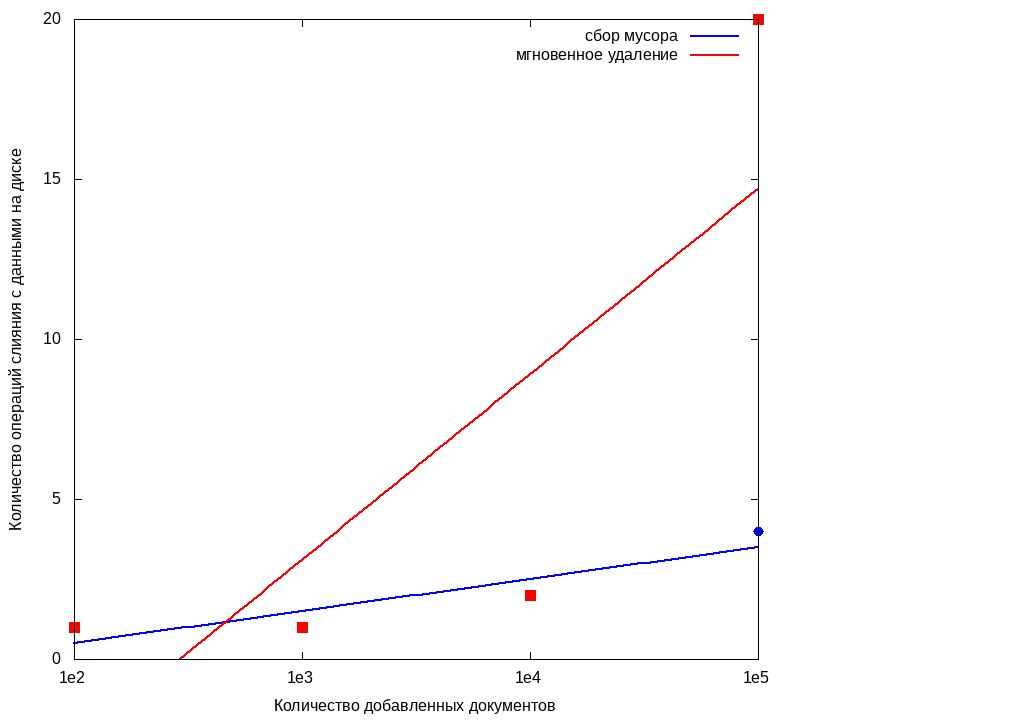 20
сбор мусора
мгновенное удаление
15
10
5
0
Количество операций слияния с данными на диске
1e2 1e3 1e4 1e5
Количество добавленных документов